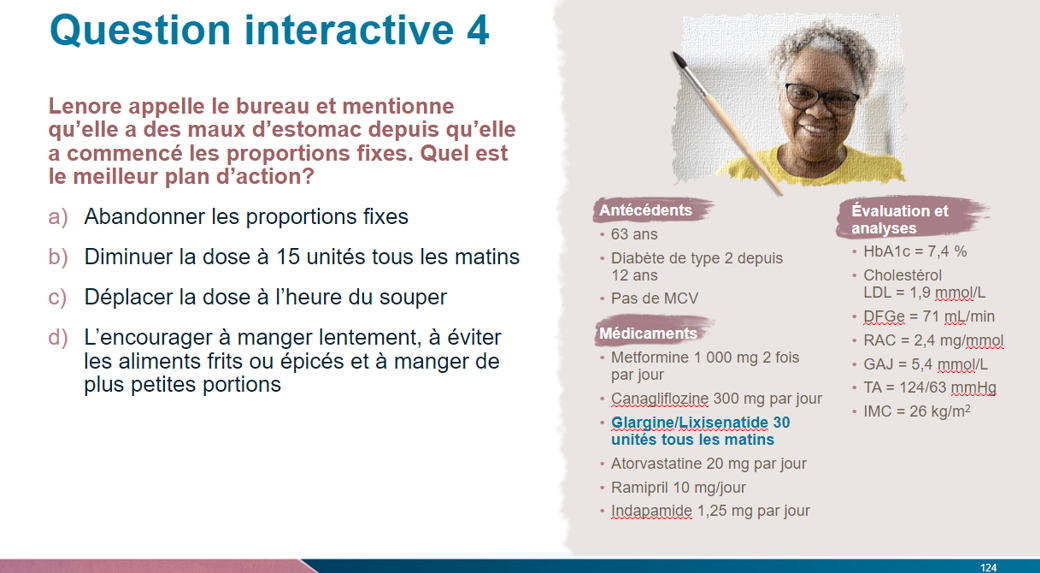 Question interactive 4
Lenore appelle le bureau et mentionne
qu'elle a des maux d'estomac depuis qu'elle
a commencé les proportions fixes. Quel est
le meilleur plan d'action?
a) Abandonner les proportions fixes
b) Diminuer la dose à 15 unités tous les matins
c) Déplacer la dose à l'heure du souper
d) L'encourager à manger lentement, à éviter
les aliments frits ou épicés et à manger de
plus petites portions
Antécédents
• 63 ans
• Diabète de type 2 depuis
12 ans
• Pas de MCV
Médicaments
• Metformine 1 000 mg 2 fois
par jour
• Canagliflozine 300 mg par jour
• Glargine/Lixisenatide 30
unités tous les matins
• Atorvastatine 20 mg par jour
• Ramipril 10 mg/jour
• Indapamide 1,25 mg par jour
Évaluation et
analyses
• HbA1c = 7,4 %
• Cholestérol
LDL = 1,9 mmol/L
• DFGe = 71 mL/min
• RAC = 2,4 mg/mmol
• GAJ = 5,4 mmol/L
• TA = 124/63 mmHg
• IMC = 26 kg/m²
124